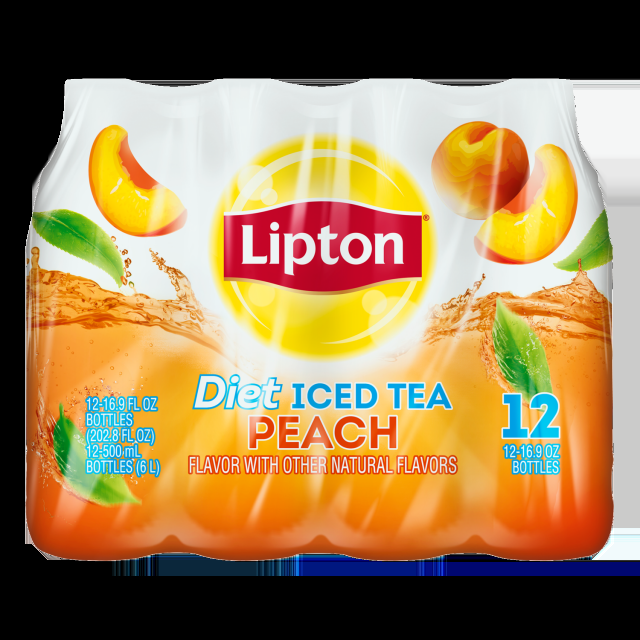 Lipton®
Diet ICED TEA
PEACH
FLAVOR WITH OTHER NATURAL FLAVORS
12-16.9 FL OZ
BOTTLES
(202.8 FL OZ)
12-500 mL
BOTTLES (6 L)
12
12-16.9 OZ
BOTTLES